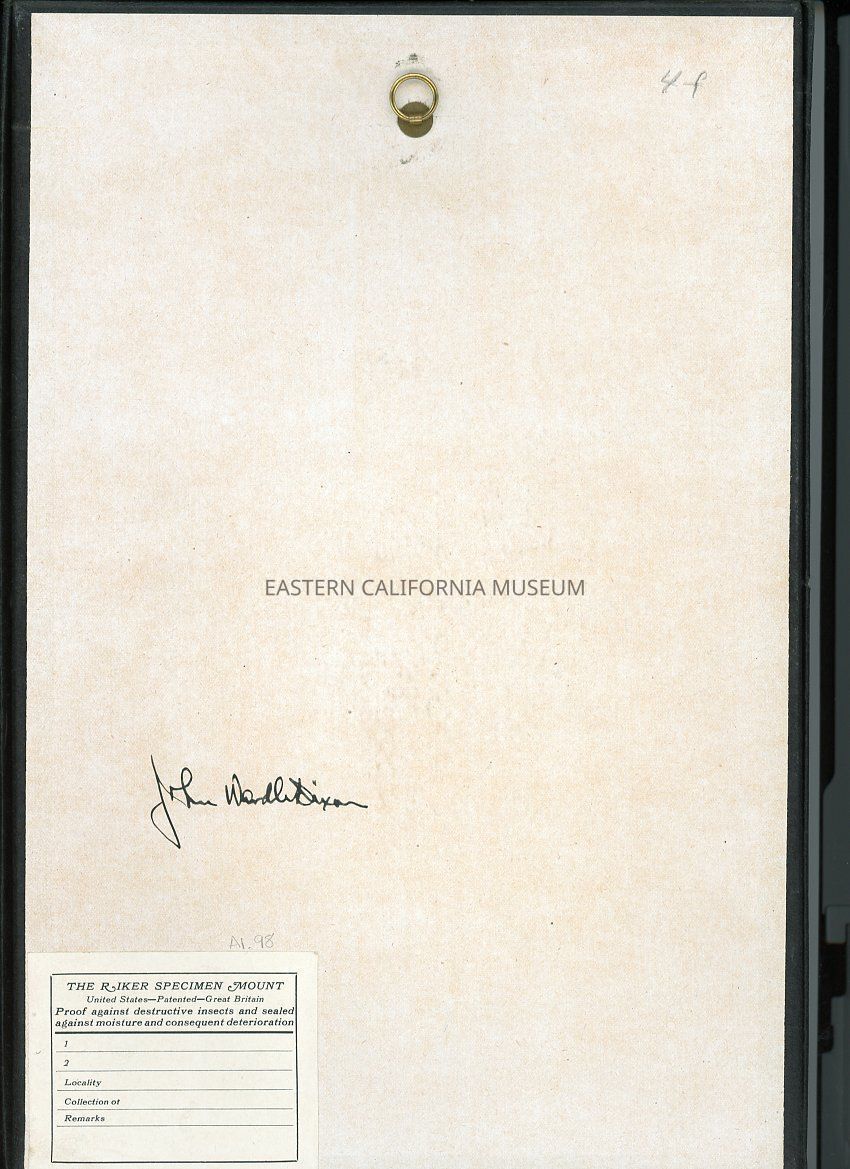 4f
EASTERN CALIFORNIA MUSEUM
John Wardle Dixon
A1.98
THE RIKER SPECIMEN MOUNT
United States—Patented—Great Britain
Proof against destructive insects and sealed
against moisture and consequent deterioration
1
2
Locality
Collection of
Remarks